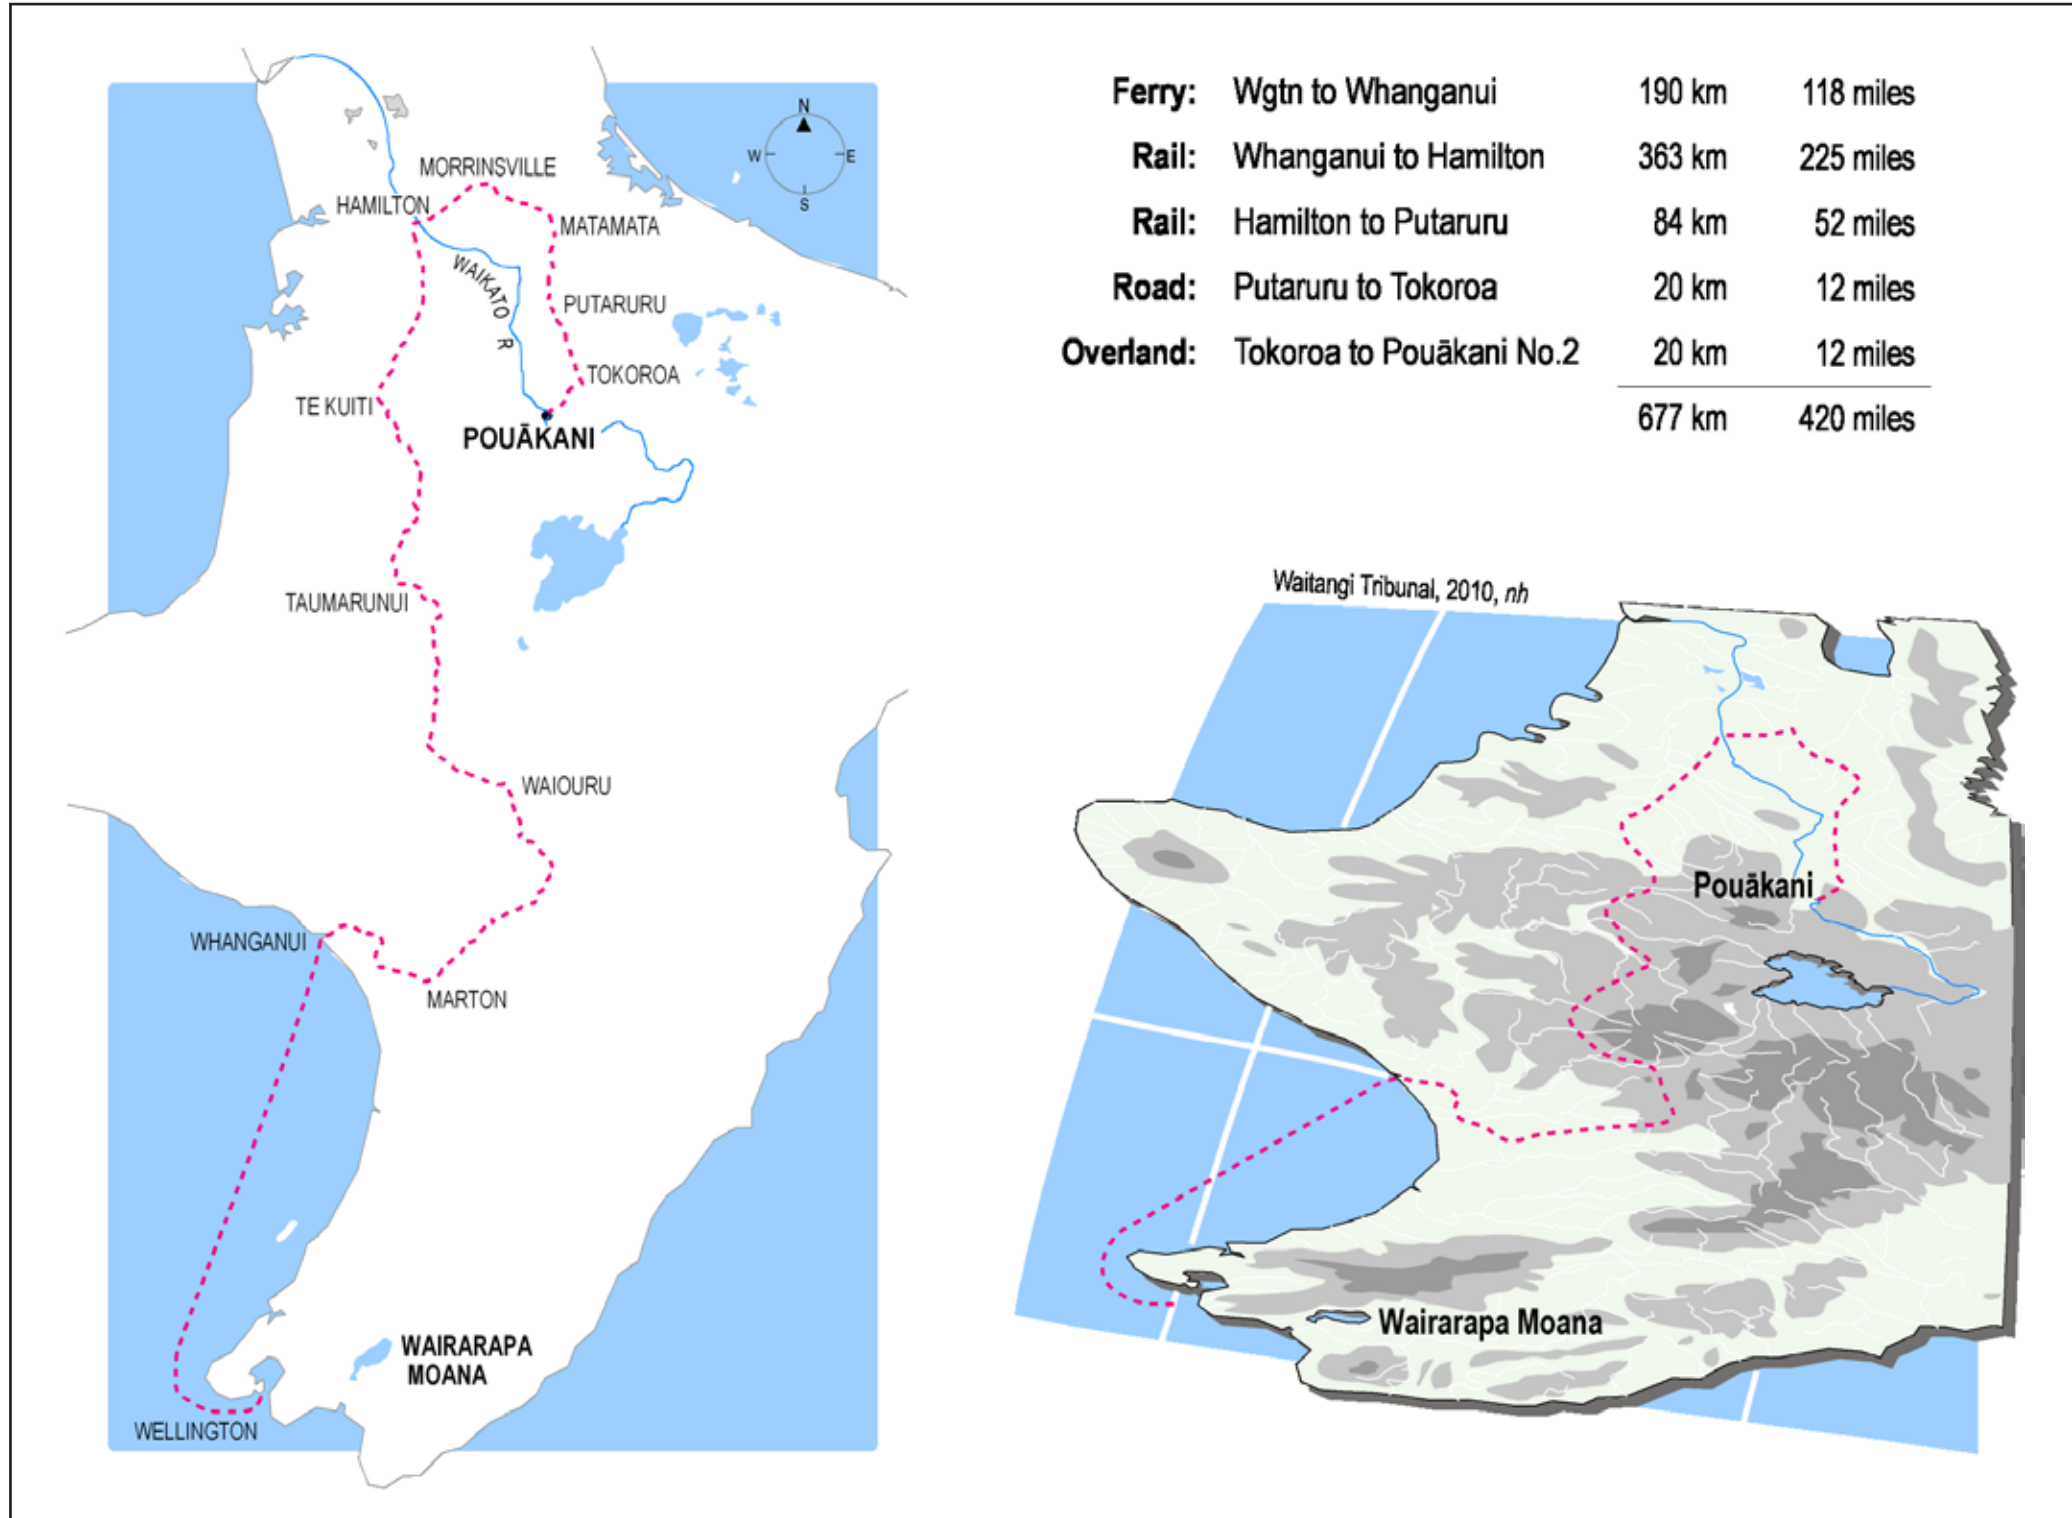 N
W
E
S
MORRINSVILLE
HAMILTON
MATAMATA
WAIKATO R
PUTARURU
TOKOROA
TE KUITI
POUĀKANI
TAUMARUNUI
WAIOURU
WHANGANUI
MARTON
WAIRARAPA
MOANA
WELLINGTON
Ferry: Wgtn to Whanganui 190 km 118 miles
Rail: Whanganui to Hamilton 363 km 225 miles
Rail: Hamilton to Putaruru 84 km 52 miles
Road: Putaruru to Tokoroa 20 km 12 miles
Overland: Tokoroa to Pouākani No.2 20 km 12 miles
677 km 420 miles
Waitangi Tribunal, 2010, nh
Pouākani
Wairarapa Moana